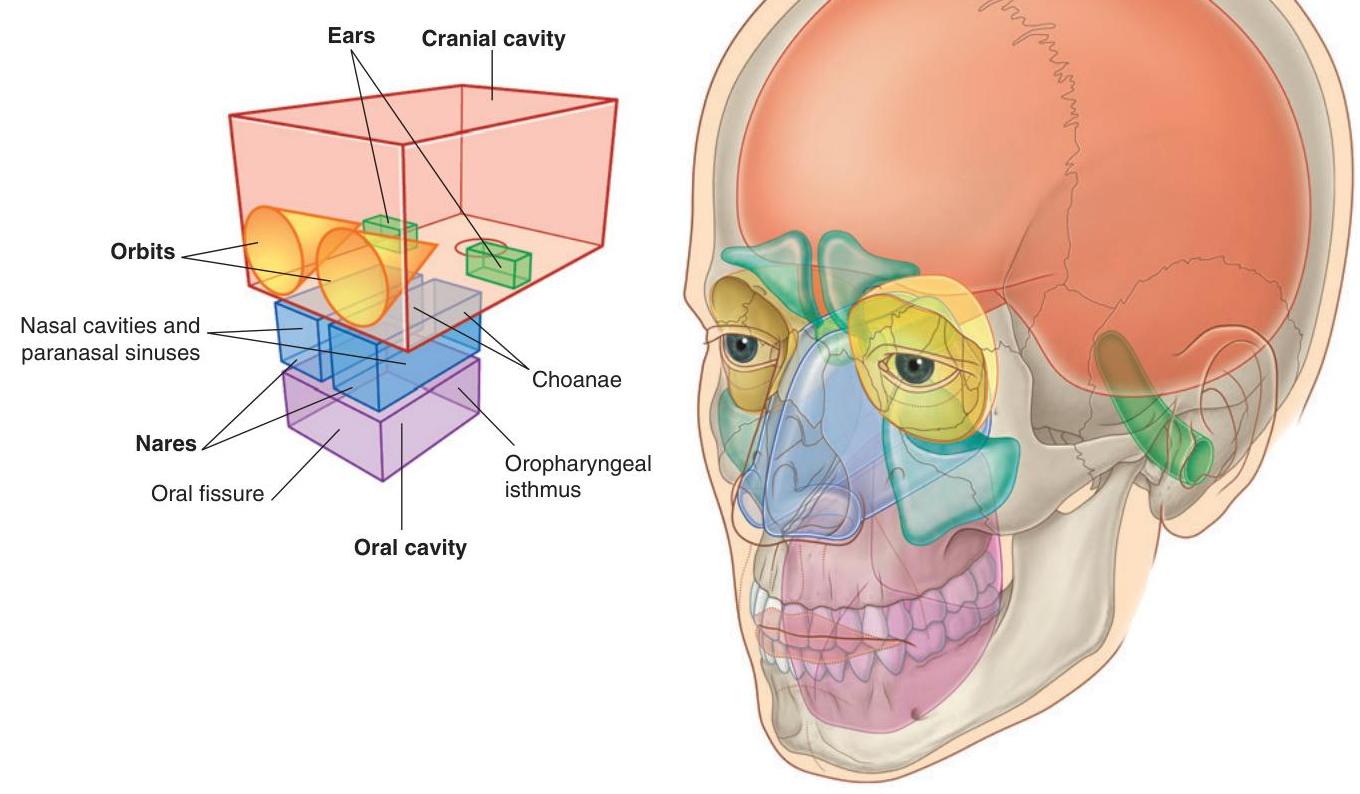 Ears
Cranial cavity
Orbits
Nasal cavities and
paranasal sinuses
Choanae
Nares
Oropharyngeal
isthmus
Oral fissure
Oral cavity